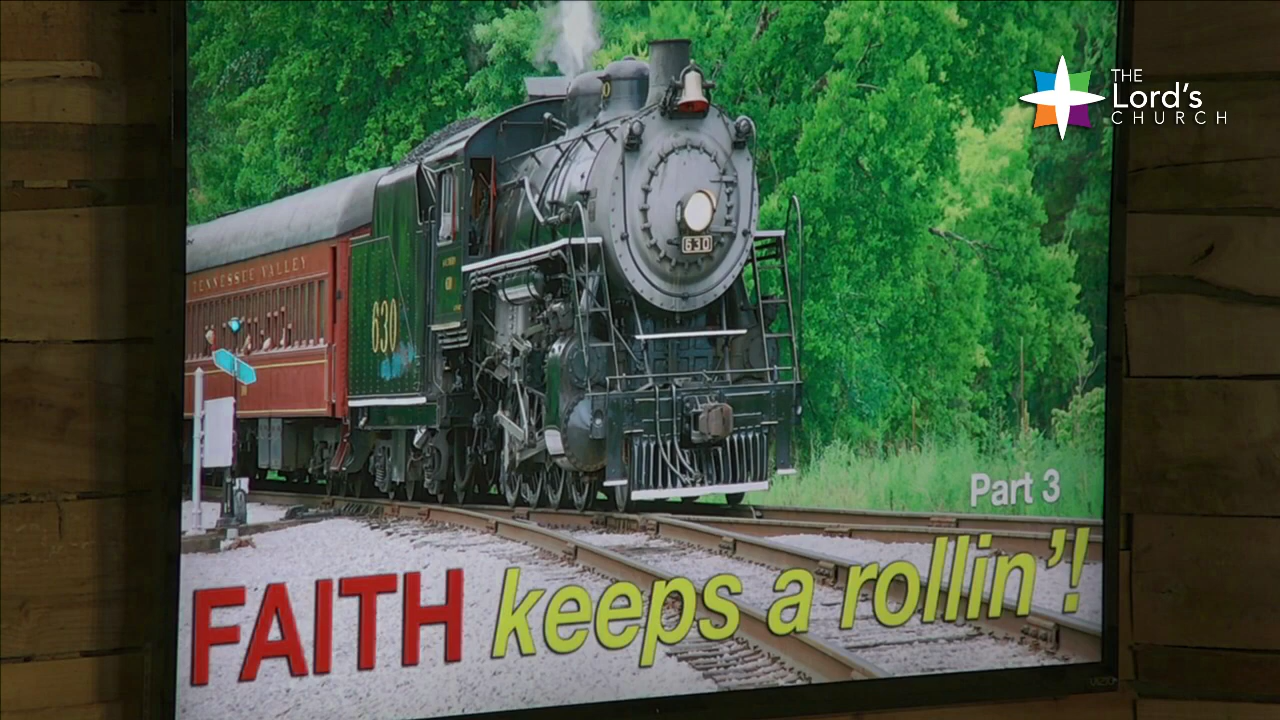 THE
Lord's
CHURCH
630
TENNESSEE VALLEY
630
Part 3
FAITH keeps a rollin'!